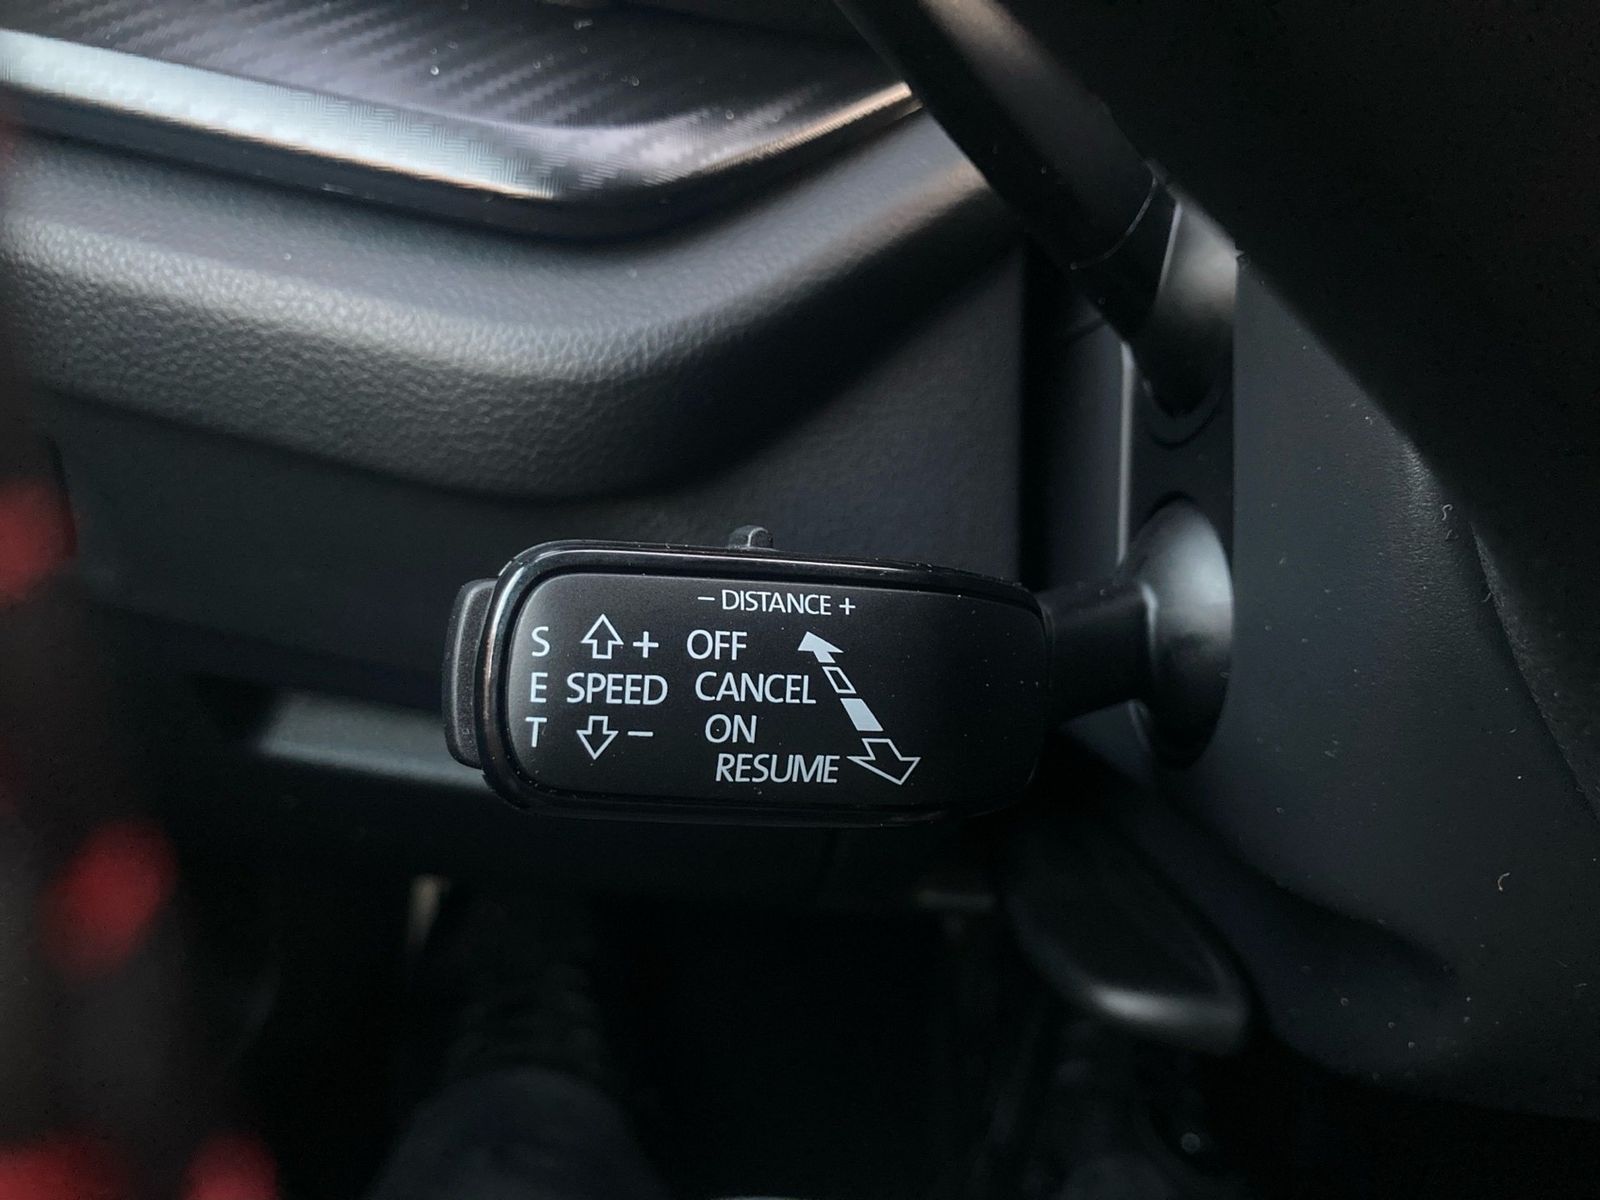 - DISTANCE +
S + OFF
E SPEED CANCEL
T - ON
RESUME